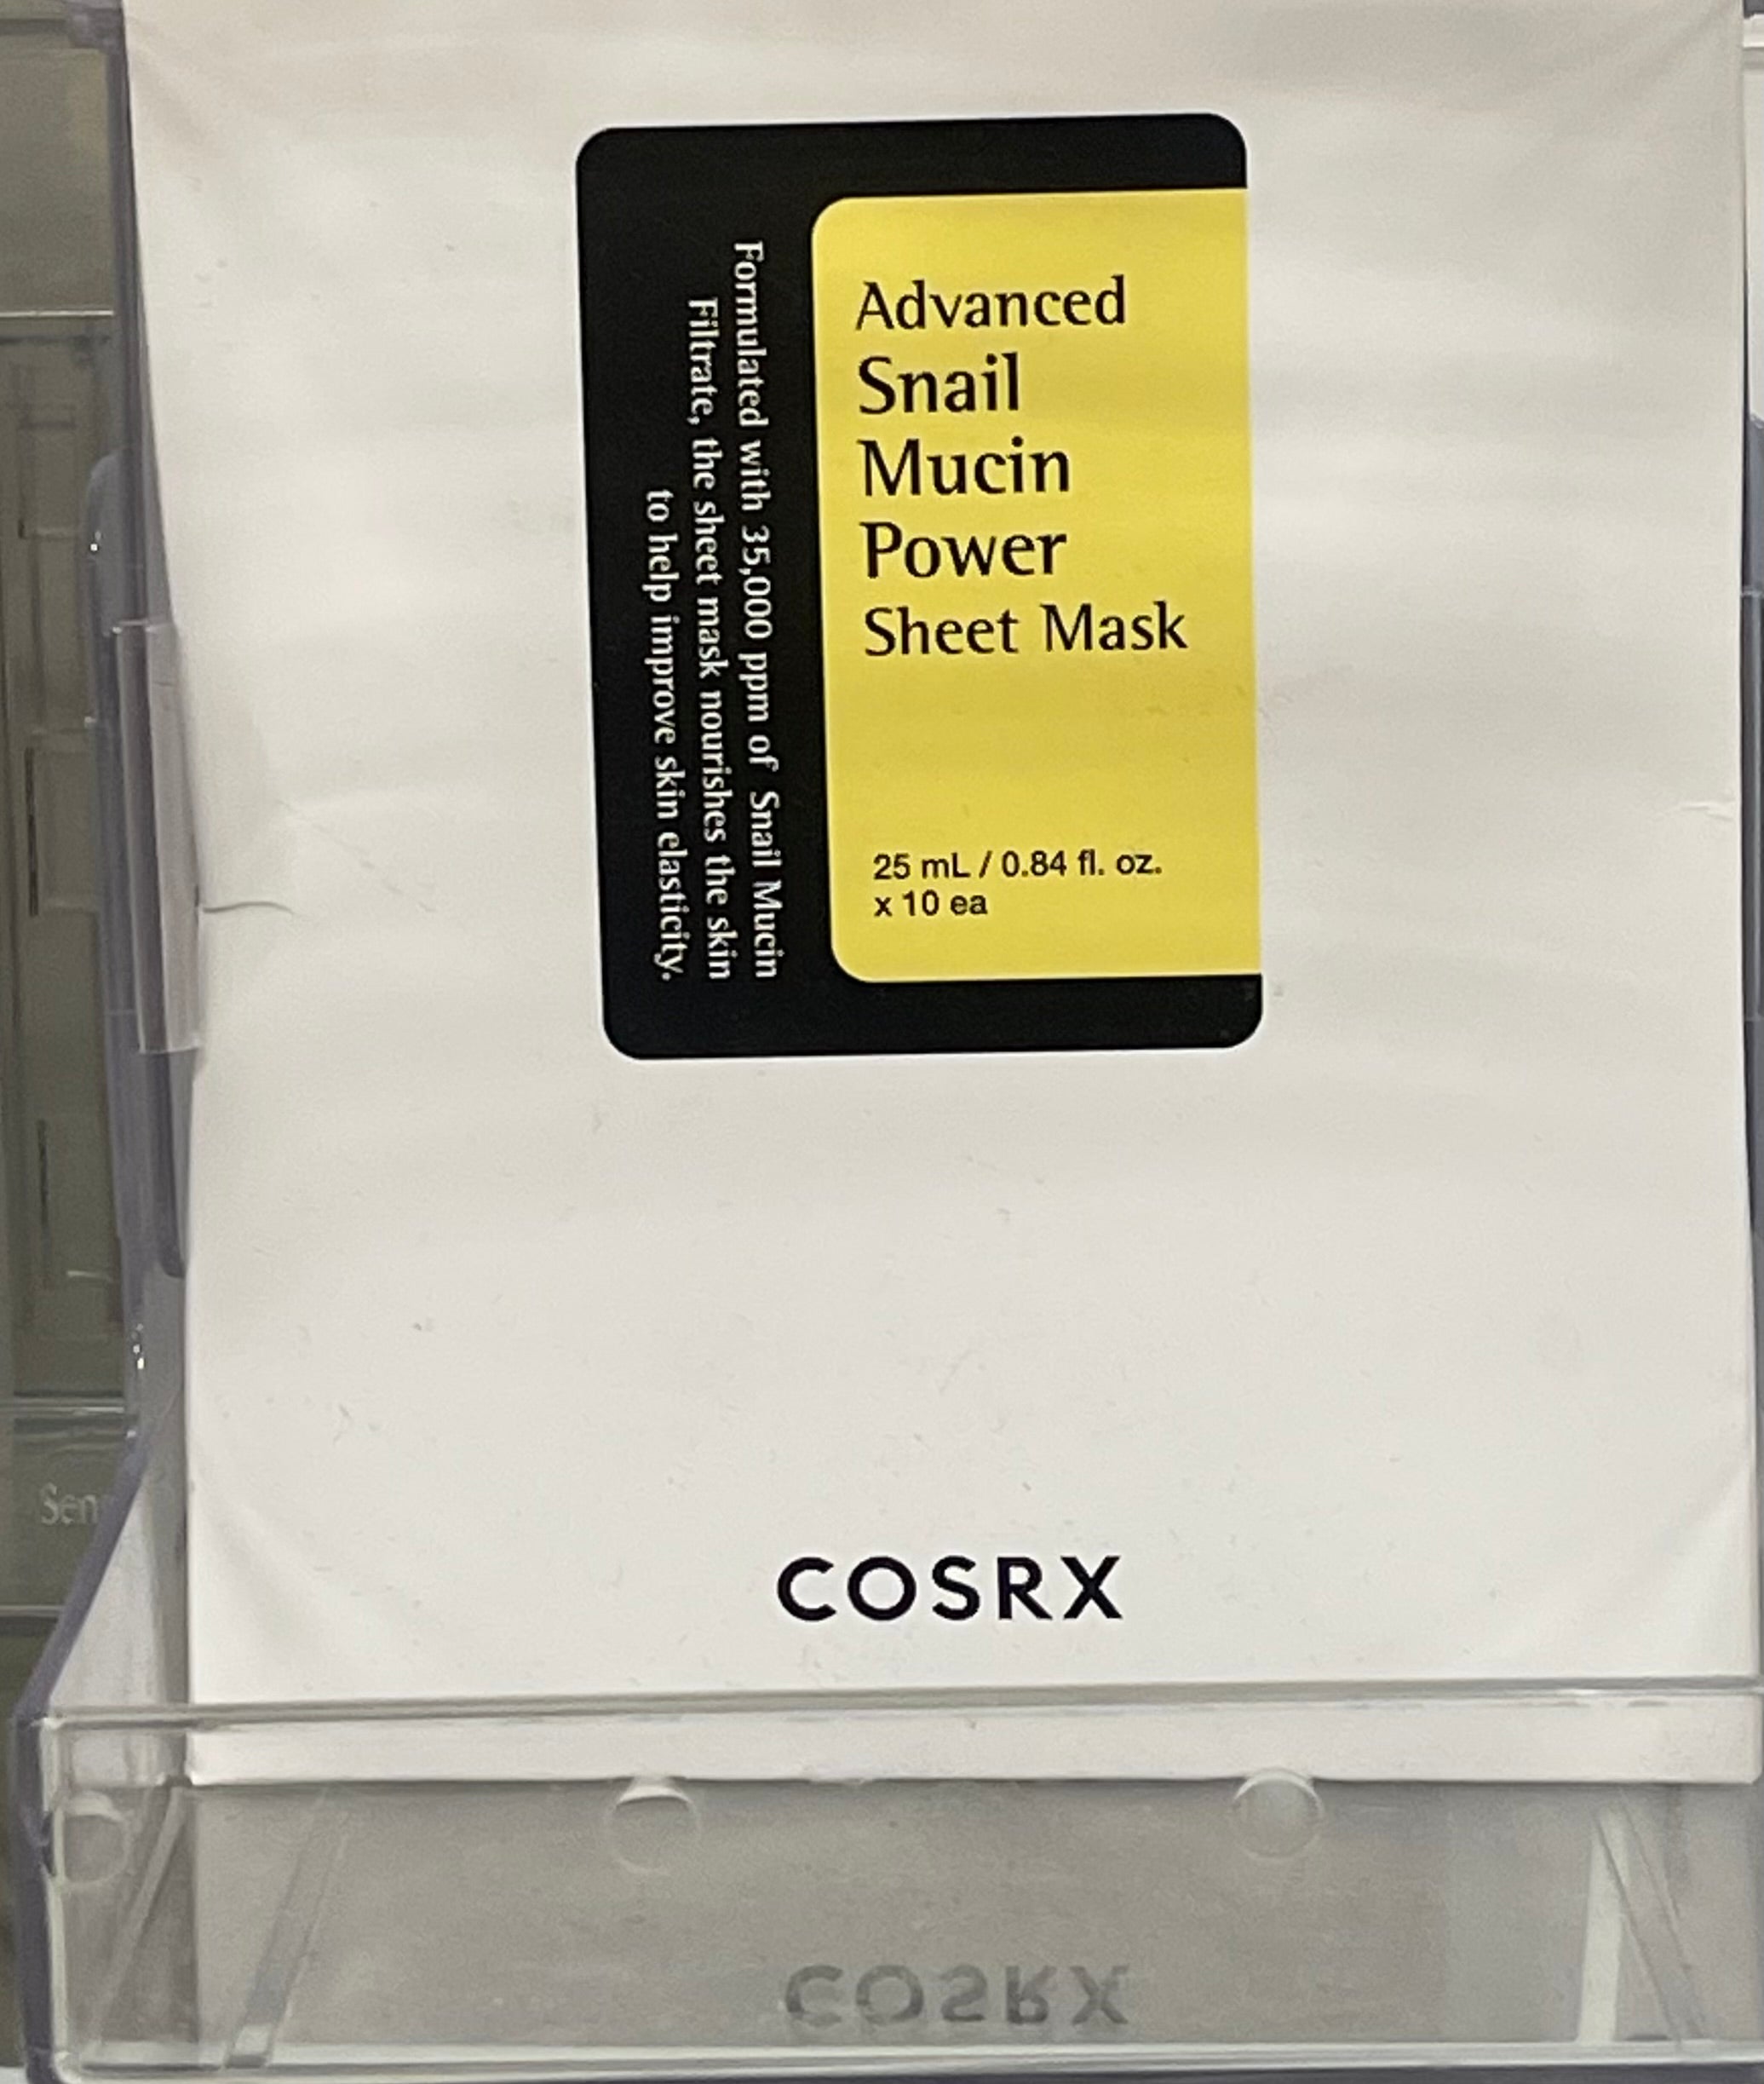 Advanced
Snail
Mucin
Power
Sheet Mask
25 mL / 0.84 fl. oz.
x 10 ea
Formulated with 35,000 ppm of Snail Mucin
Filtrate, the sheet mask nourishes the skin
to help improve skin elasticity.
COSRX
COSRX